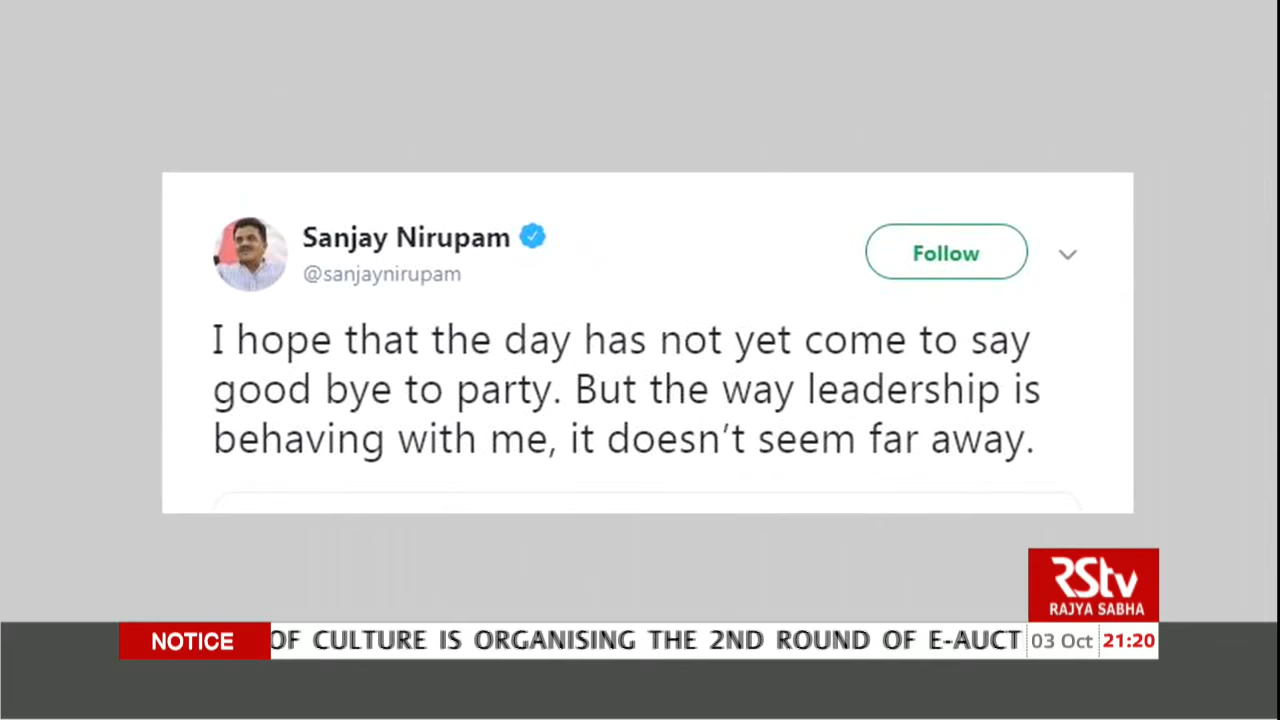 Sanjay Nirupam
@sanjaynirupam
Follow
I hope that the day has not yet come to say
good bye to party. But the way leadership is
behaving with me, it doesn't seem far away.
RStv
RAJYA SABHA
NOTICE
OF CULTURE IS ORGANISING THE 2ND ROUND OF E-AUCT
03 Oct
21:20